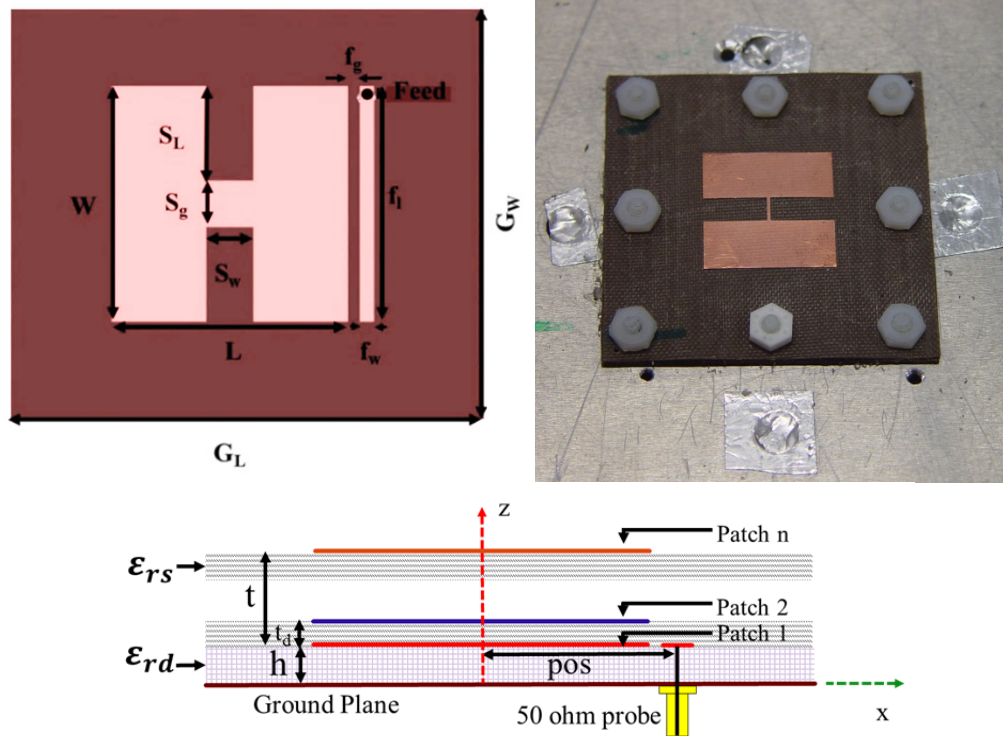 f_g
Feed
S_L
W
S_g
f_l
G_W
S_w
L
f_w
G_L
z
Patch n
ε_rs
t
Patch 2
t_d
Patch 1
ε_rd
h
pos
Ground Plane
50 ohm probe
x